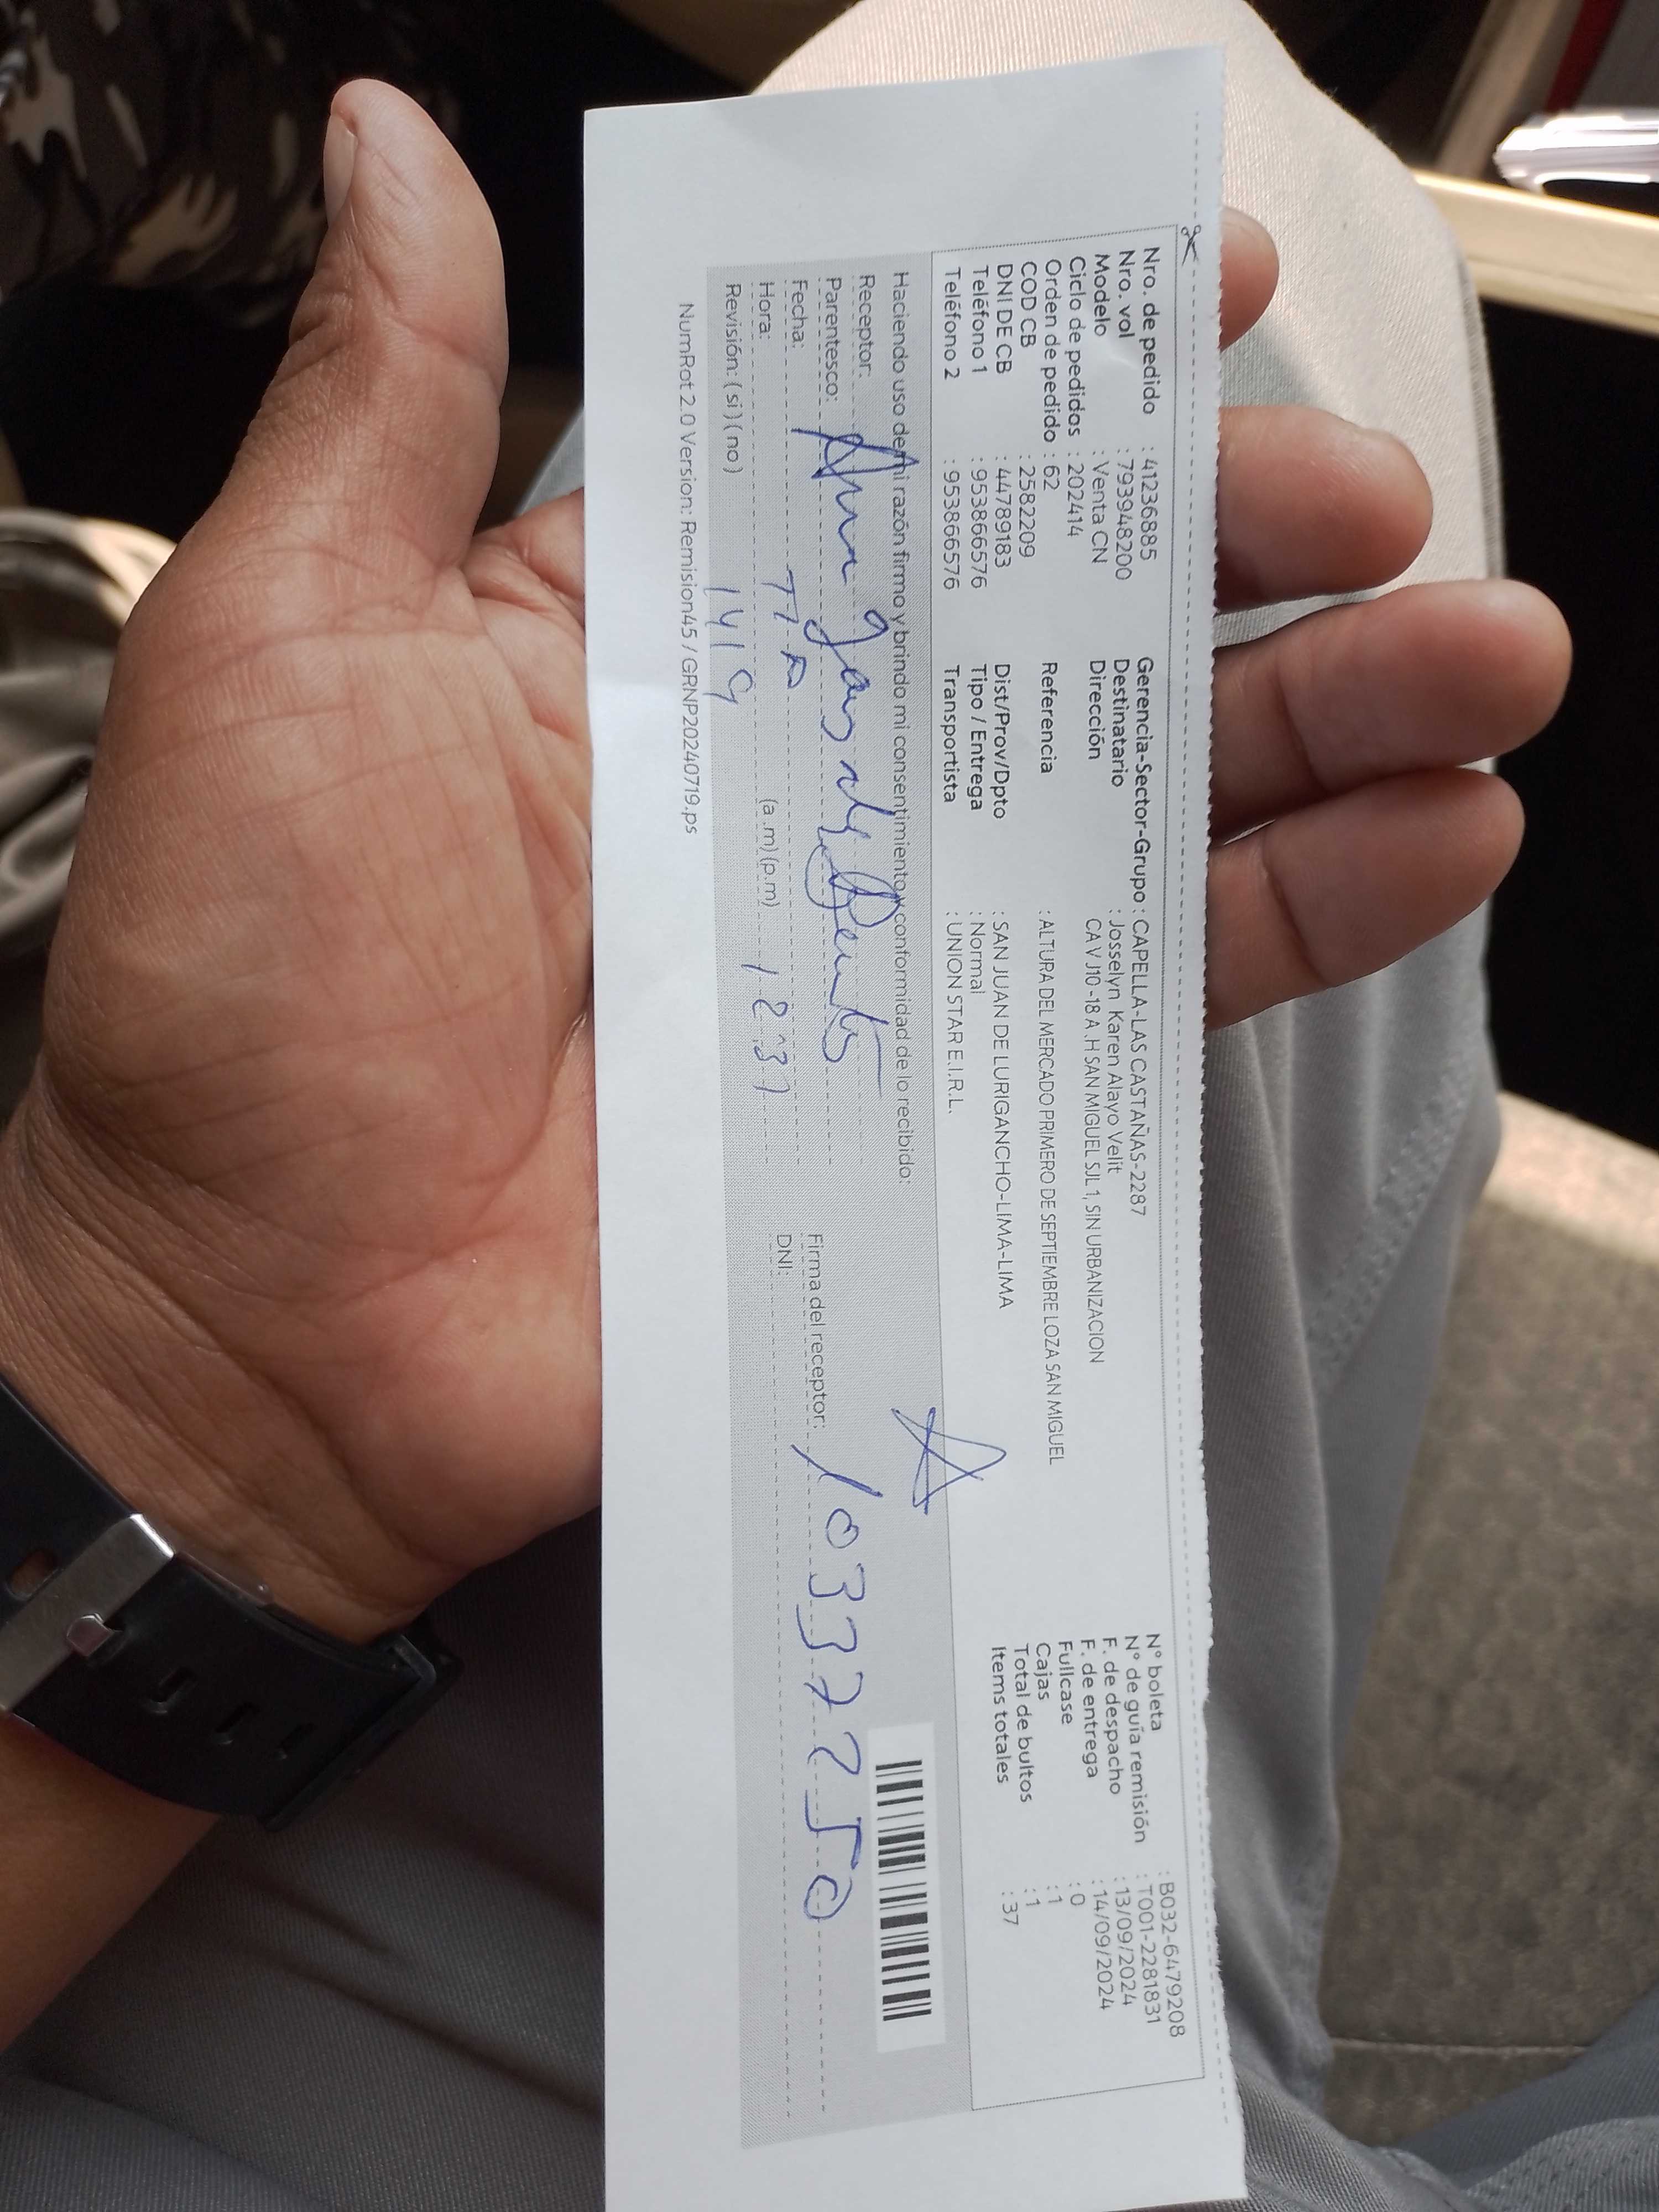 Nro. de pedido : 41236885
Nro. vol : 793948200
Modelo : Venta CN
Ciclo de pedidos : 202414
Orden de pedido : 62
COD CB : 2582209
DNI DE CB : 44789183
Teléfono 1 : 953866576
Teléfono 2 : 953866576
Gerencia-Sector-Grupo : CAPELLA-LAS CASTAÑAS-2287
Destinatario : Josselyn Karen Alayo Velit
Dirección CA V J10 -18 A .H SAN MIGUEL SJL 1, SIN URBANIZACION
Referencia : ALTURA DEL MERCADO PRIMERO DE SEPTIEMBRE LOZA SAN MIGUEL
Dist/Prov/Dpto : SAN JUAN DE LURIGANCHO-LIMA-LIMA
Tipo / Entrega : Normal
Transportista : UNION STAR E.I.R.L.
N° boleta : B032-6479208
N° de guía remisión : T001-2281831
F. de despacho : 13/09/2024
F. de entrega : 14/09/2024
Fullcase : 0
Cajas : 1
Total de bultos : 1
Items totales : 37
Haciendo uso de mi razón firmo y brindo mi consentimiento y conformidad de lo recibido:
Receptor:
Parentesco:
Fecha:
Hora: (a.m) (p.m) 12:37
Revisión: ( si ) ( no ) 1419
Firma del receptor: 10337250
DNI:
NumRot 2.0 Version: Remision45 / GRNP20240719.ps